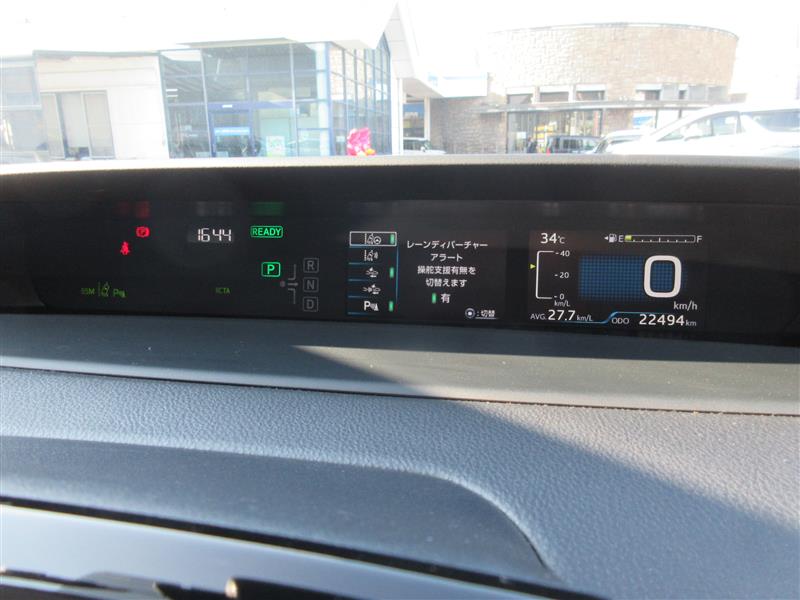 16:44
READY
P
R
N
D
BSM
RCTA
レーンディパーチャー
アラート
操舵支援有無を
切替えます
有
:切替
P
34℃
E
F
40
20
0
km/L
0
km/h
AVG. 27.7 km/L
ODO 22494 km